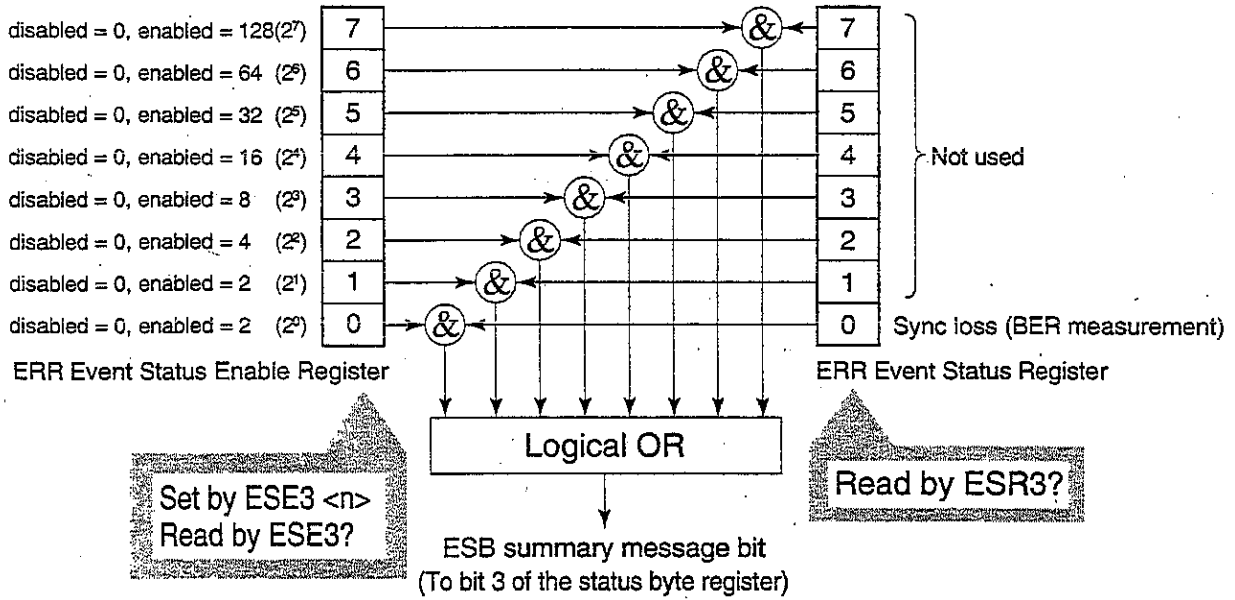 disabled = 0, enabled = 128(2⁷) 7 & 7
disabled = 0, enabled = 64 (2⁶) 6 & 6
disabled = 0, enabled = 32 (2⁵) 5 & 5
disabled = 0, enabled = 16 (2⁴) 4 & 4 Not used
disabled = 0, enabled = 8 (2³) 3 & 3
disabled = 0, enabled = 4 (2²) 2 & 2
disabled = 0, enabled = 2 (2¹) 1 & 1
disabled = 0, enabled = 2 (2⁰) 0 & 0 Sync loss (BER measurement)
ERR Event Status Enable Register
ERR Event Status Register
Logical OR
Set by ESE3 <n>
Read by ESE3?
Read by ESR3?
ESB summary message bit
(To bit 3 of the status byte register)